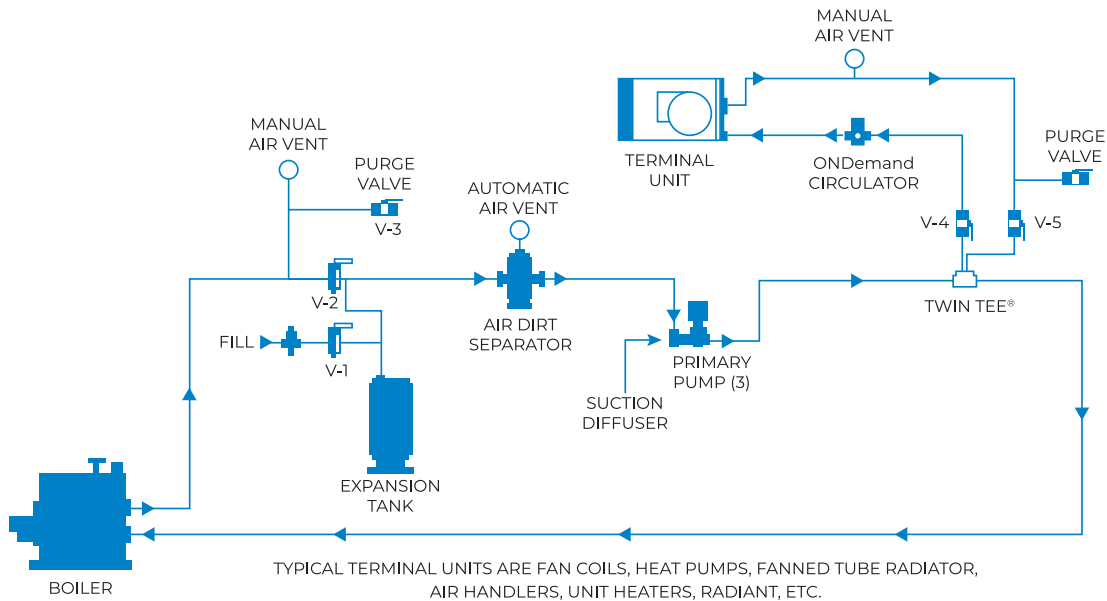 MANUAL
AIR VENT
MANUAL
AIR VENT
PURGE
VALVE
V-3
AUTOMATIC
AIR VENT
TERMINAL
UNIT
ONDemand
CIRCULATOR
PURGE
VALVE
V-4
V-5
V-2
FILL
V-1
AIR DIRT
SEPARATOR
TWIN TEE®
PRIMARY
PUMP (3)
SUCTION
DIFFUSER
EXPANSION
TANK
BOILER
TYPICAL TERMINAL UNITS ARE FAN COILS, HEAT PUMPS, FANNED TUBE RADIATOR,
AIR HANDLERS, UNIT HEATERS, RADIANT, ETC.